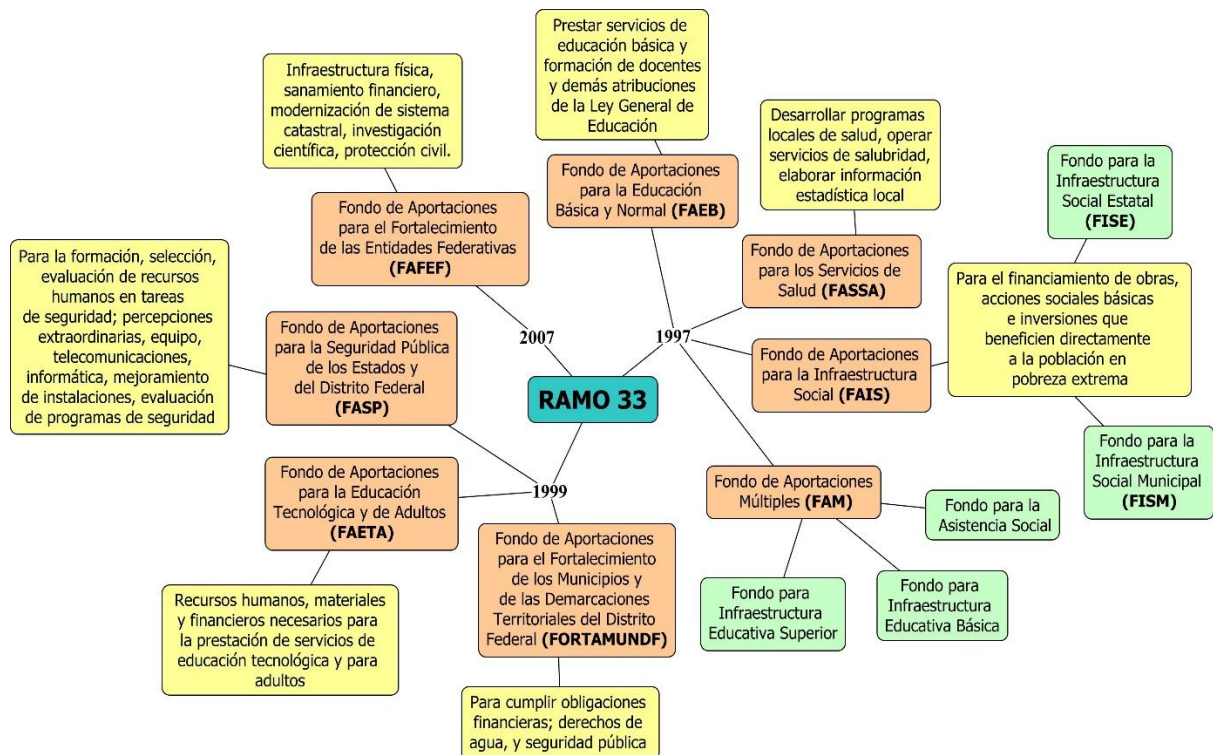 Prestar servicios de
educación básica y
formación de docentes
y demás atribuciones
de la Ley General de
Educación
Infraestructura física,
sanamiento financiero,
modernización de sistema
catastral, investigación
científica, protección civil.
Desarrollar programas
locales de salud, operar
servicios de salubridad,
elaborar información
estadística local
Fondo para la
Infraestructura
Social Estatal
(FISE)
Fondo de Aportaciones
para la Educación
Básica y Normal (FAEB)
Fondo de Aportaciones
para el Fortalecimiento
de las Entidades Federativas
(FAFEF)
Fondo de Aportaciones
para los Servicios de
Salud (FASSA)
Para la formación, selección,
evaluación de recursos
humanos en tareas
de seguridad; percepciones
extraordinarias, equipo,
telecomunicaciones,
informática, mejoramiento
de instalaciones, evaluación
de programas de seguridad
Para el financiamiento de obras,
acciones sociales básicas
e inversiones que
beneficien directamente
a la población en
pobreza extrema
Fondo de Aportaciones
para la Seguridad Pública
de los Estados y
del Distrito Federal
(FASP)
2007
1997
Fondo de Aportaciones
para la Infraestructura
Social (FAIS)
RAMO 33
Fondo para la
Infraestructura
Social Municipal
(FISM)
Fondo de Aportaciones
para la Educación
Tecnológica y de Adultos
(FAETA)
1999
Fondo de Aportaciones
Múltiples (FAM)
Fondo para la
Asistencia Social
Fondo de Aportaciones
para el Fortalecimiento
de los Municipios y
de las Demarcaciones
Territoriales del Distrito
Federal (FORTAMUNDF)
Fondo para
Infraestructura
Educativa Superior
Fondo para
Infraestructura
Educativa Básica
Recursos humanos, materiales
y financieros necesarios para
la prestación de servicios de
educación tecnológica y para
adultos
Para cumplir obligaciones
financieras; derechos de
agua, y seguridad pública